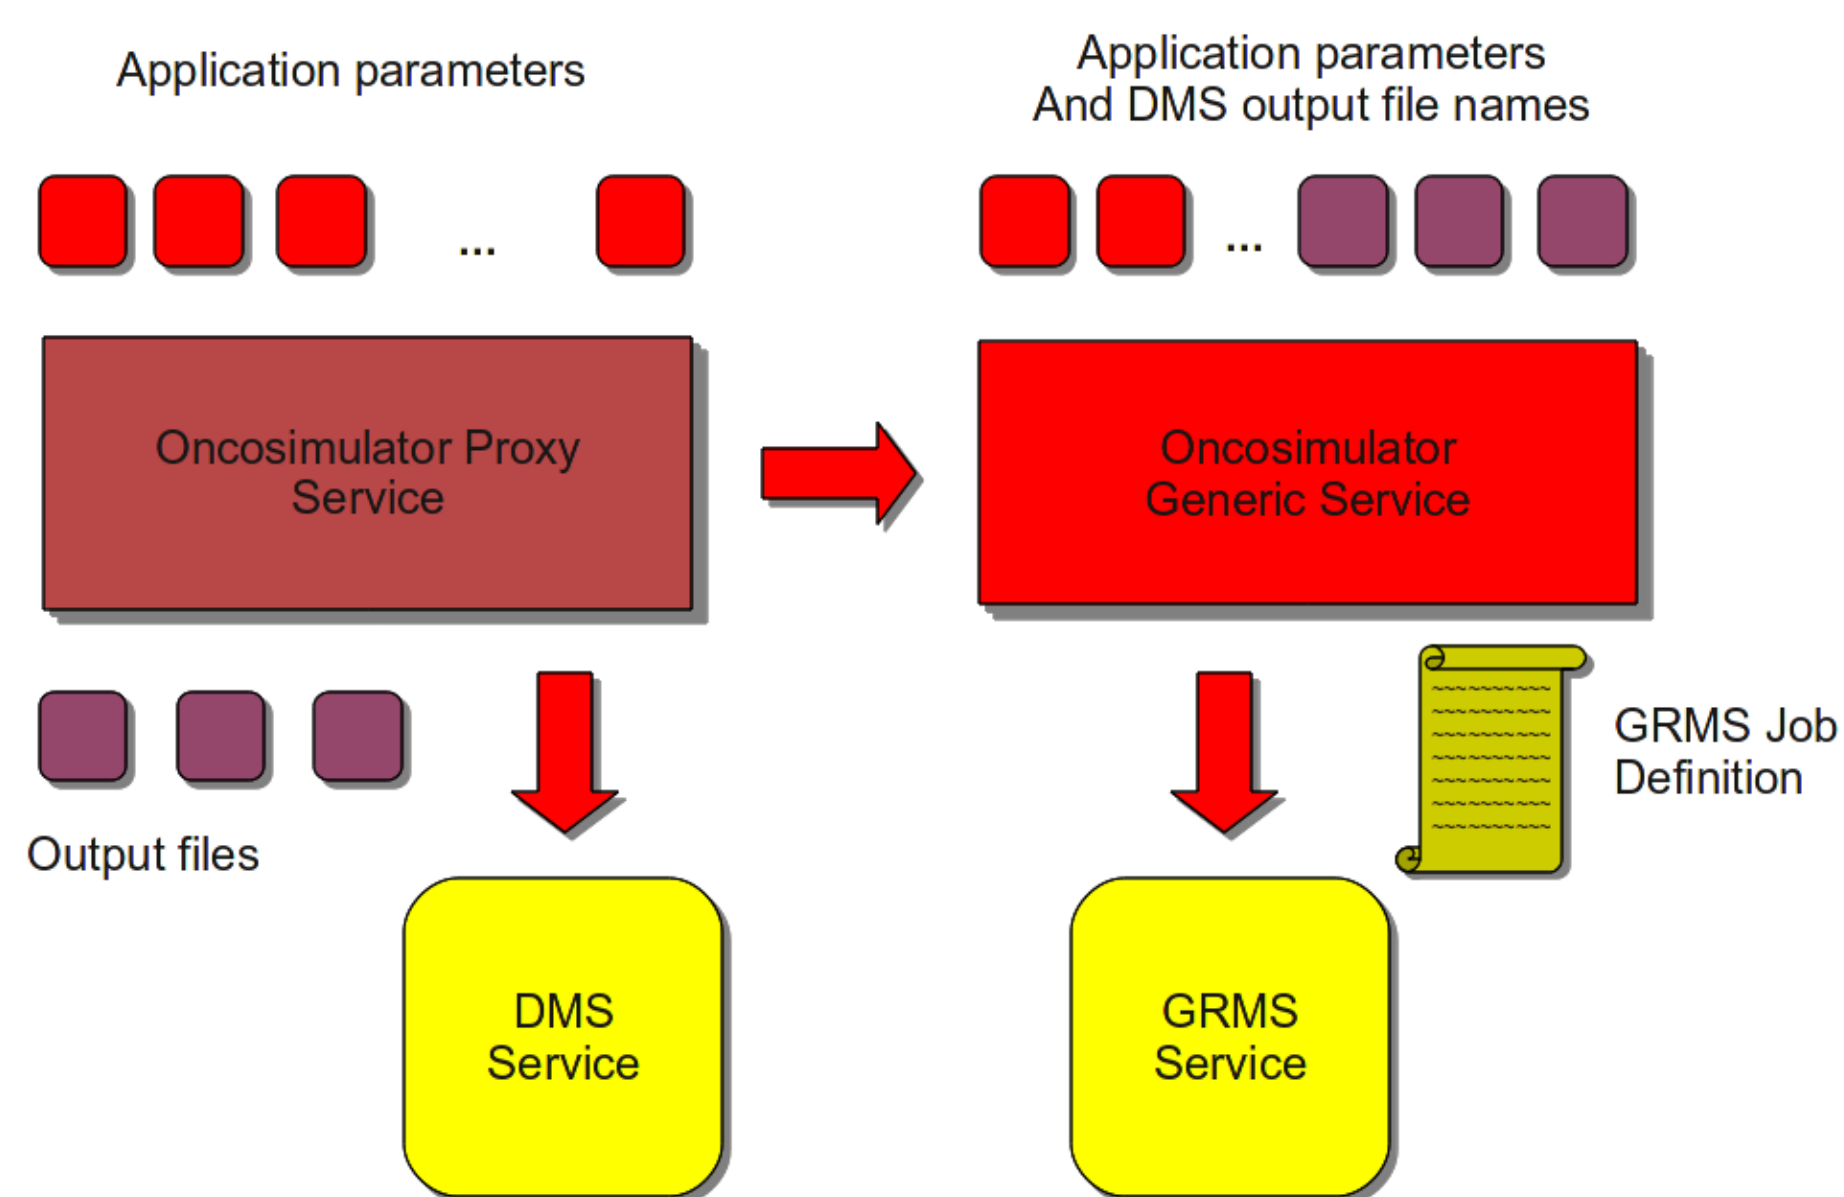 Application parameters
Application parameters
And DMS output file names
...
...
Oncosimulator Proxy
Service
Oncosimulator
Generic Service
GRMS Job
Definition
Output files
DMS
Service
GRMS
Service